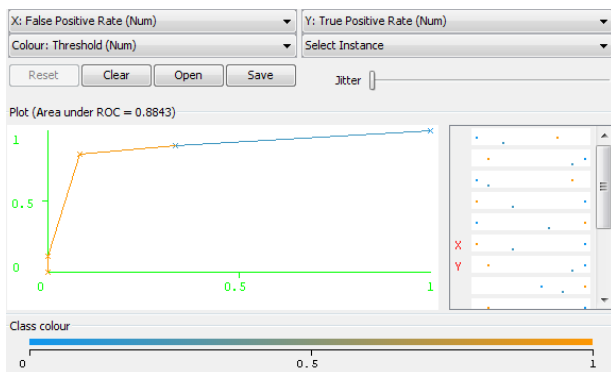 X: False Positive Rate (Num) Y: True Positive Rate (Num)
Colour: Threshold (Num) Select Instance
Reset Clear Open Save Jitter
Plot (Area under ROC = 0.8843)
1
0.5
X
Y
0
0 0.5 1
Class colour
0 0.5 1